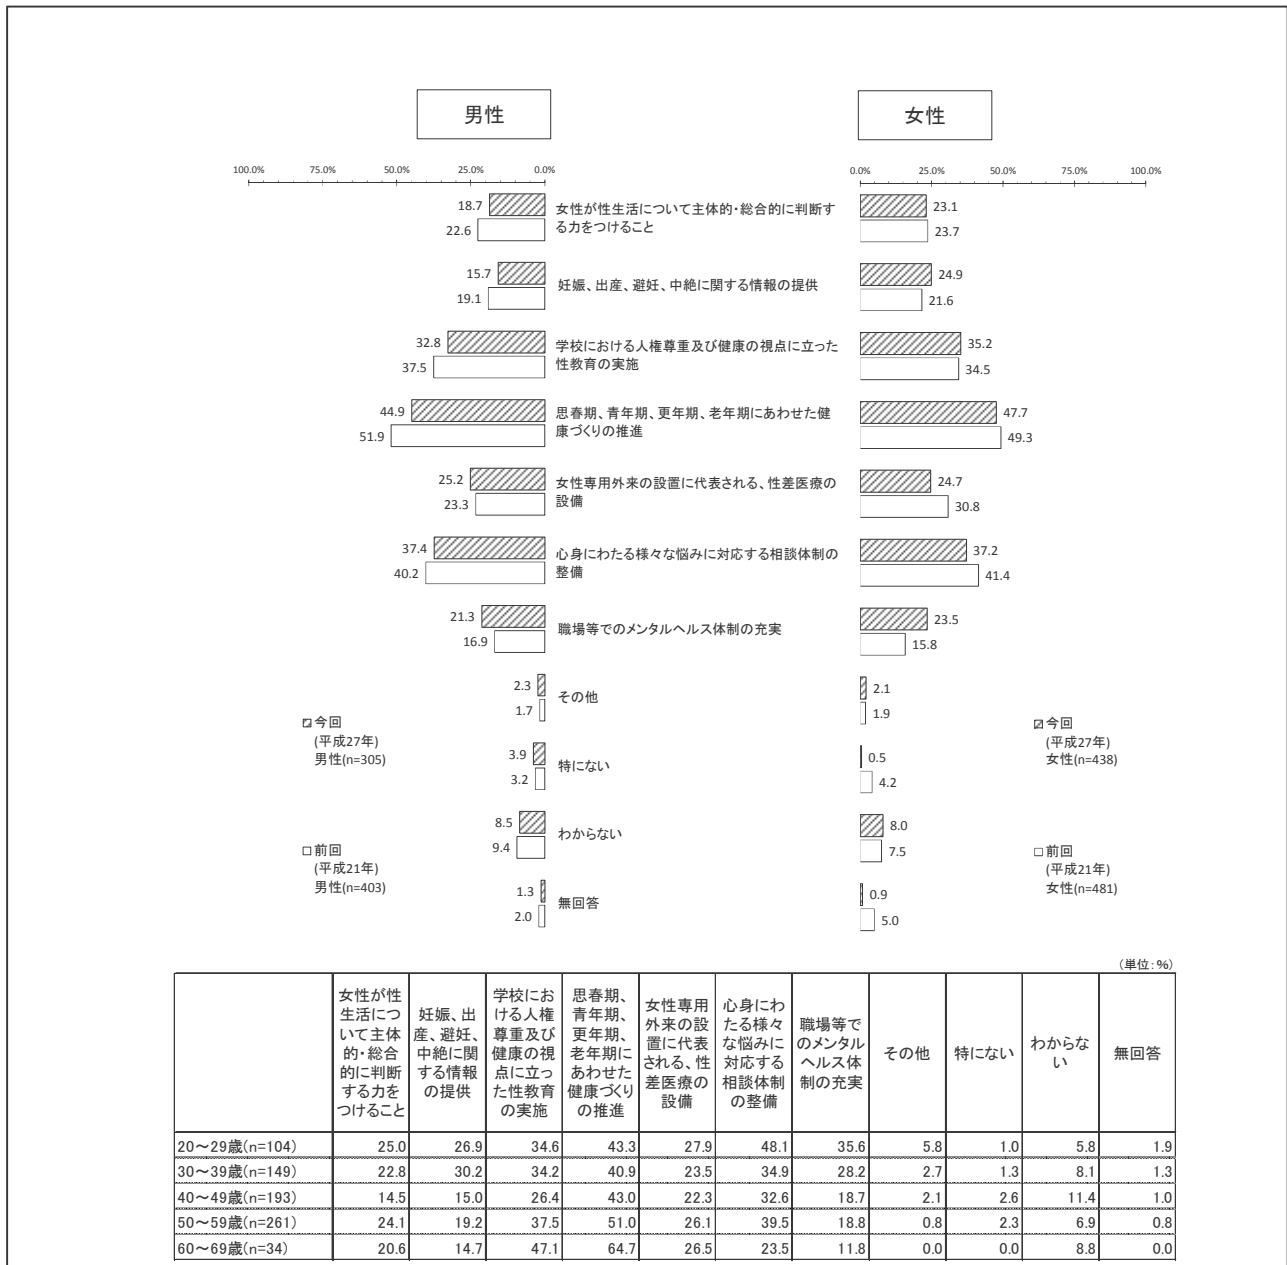 男性
女性
100.0% 75.0% 50.0% 25.0% 0.0%
0.0% 25.0% 50.0% 75.0% 100.0%
18.7 女性が性生活について主体的・総合的に判断す 23.1
22.6 る力をつけること 23.7
15.7 妊娠、出産、避妊、中絶に関する情報の提供 24.9
19.1 21.6
32.8 学校における人権尊重及び健康の視点に立った 35.2
37.5 性教育の実施 34.5
44.9 思春期、青年期、更年期、老年期にあわせた健 47.7
51.9 康づくりの推進 49.3
25.2 女性専用外来の設置に代表される、性差医療の 24.7
23.3 設備 30.8
37.4 心身にわたる様々な悩みに対応する相談体制の 37.2
40.2 整備 41.4
21.3 職場等でのメンタルヘルス体制の充実 23.5
16.9 15.8
2.3 その他 2.1
1.7 1.9
3.9 特にない 0.5
3.2 4.2
8.5 わからない 8.0
9.4 7.5
1.3 無回答 0.9
2.0 5.0
今回
(平成27年)
男性(n=305)
前回
(平成21年)
男性(n=403)
今回
(平成27年)
女性(n=438)
前回
(平成21年)
女性(n=481)
(単位:%)
女性が性
生活につ
いて主体
的・総合
的に判断
する力を
つけること
妊娠、出
産、避妊、
中絶に関
する情報
の提供
学校にお
ける人権
尊重及び
健康の視
点に立っ
た性教育
の実施
思春期、
青年期、
更年期、
老年期に
あわせた
健康づくり
の推進
女性専用
外来の設
置に代表
される、性
差医療の
設備
心身にわ
たる様々
な悩みに
対応する
相談体制
の整備
職場等で
のメンタル
ヘルス体
制の充実
その他
特にない
わからな
い
無回答
20～29歳(n=104) 25.0 26.9 34.6 43.3 27.9 48.1 35.6 5.8 1.0 5.8 1.9
30～39歳(n=149) 22.8 30.2 34.2 40.9 23.5 34.9 28.2 2.7 1.3 8.1 1.3
40～49歳(n=193) 14.5 15.0 26.4 43.0 22.3 32.6 18.7 2.1 2.6 11.4 1.0
50～59歳(n=261) 24.1 19.2 37.5 51.0 26.1 39.5 18.8 0.8 2.3 6.9 0.8
60～69歳(n=34) 20.6 14.7 47.1 64.7 26.5 23.5 11.8 0.0 0.0 8.8 0.0